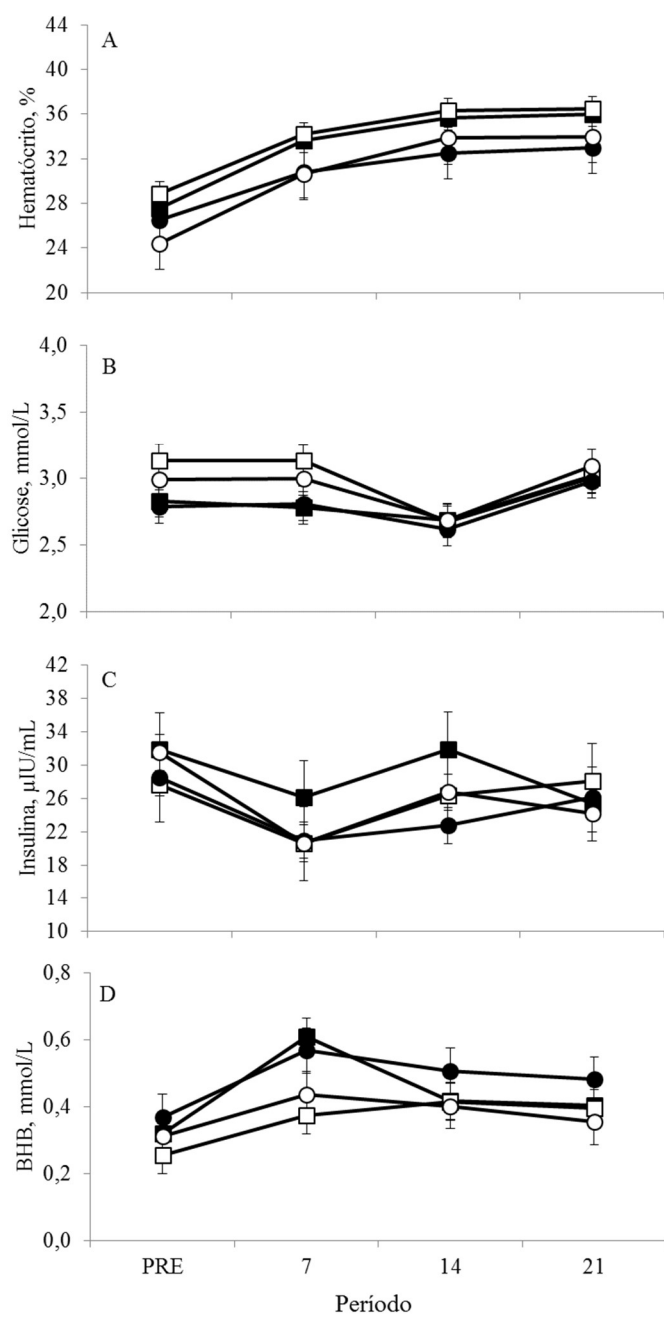 A
Hematócrito, %
44
40
36
32
28
24
20
B
Glicose, mmol/L
4,0
3,5
3,0
2,5
2,0
C
Insulina, µIU/mL
42
38
34
30
26
22
18
14
10
D
BHB, mmol/L
0,8
0,6
0,4
0,2
0,0
PRE 7 14 21
Período